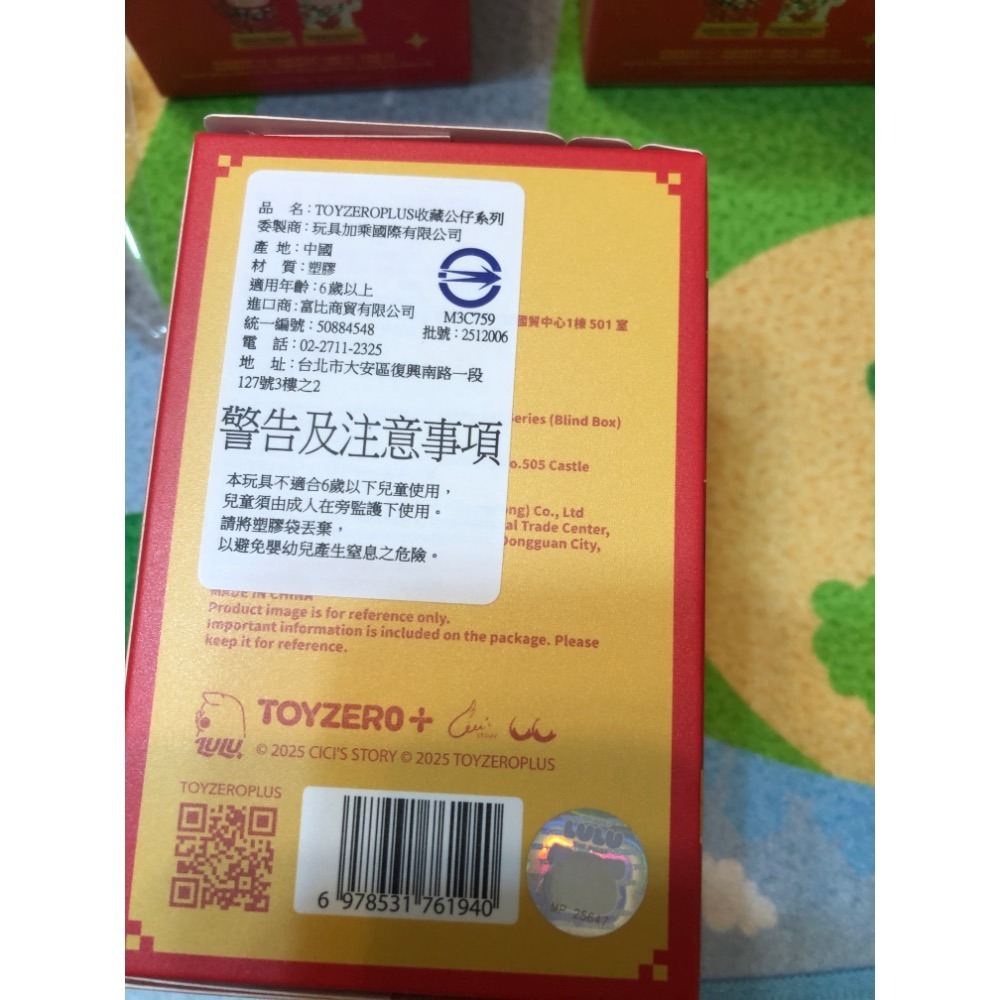 品 名：TOYZEROPLUS收藏公仔系列
委製商：玩具加乘國際有限公司
產 地：中國
材 質：塑膠
適用年齡：6歲以上
進口商：富比商貿有限公司
統一編號：50884548
電 話：02-2711-2325
地 址：台北市大安區復興南路一段
127號3樓之2
M3C759
批號：2512006
警告及注意事項
本玩具不適合6歲以下兒童使用，
兒童須由成人在旁監護下使用。
請將塑膠袋丟棄，
以避免嬰幼兒產生窒息之危險。
國貿中心1棟 501 室
Series (Blind Box)
No.505 Castle
Co., Ltd
Trade Center,
Dongguan City,
MADE IN CHINA
Product image is for reference only.
Important information is included on the package. Please
keep it for reference.
LULU
TOYZERO+
© 2025 CICI'S STORY © 2025 TOYZEROPLUS
TOYZEROPLUS
6 978531 761940
LULU
MP 25647